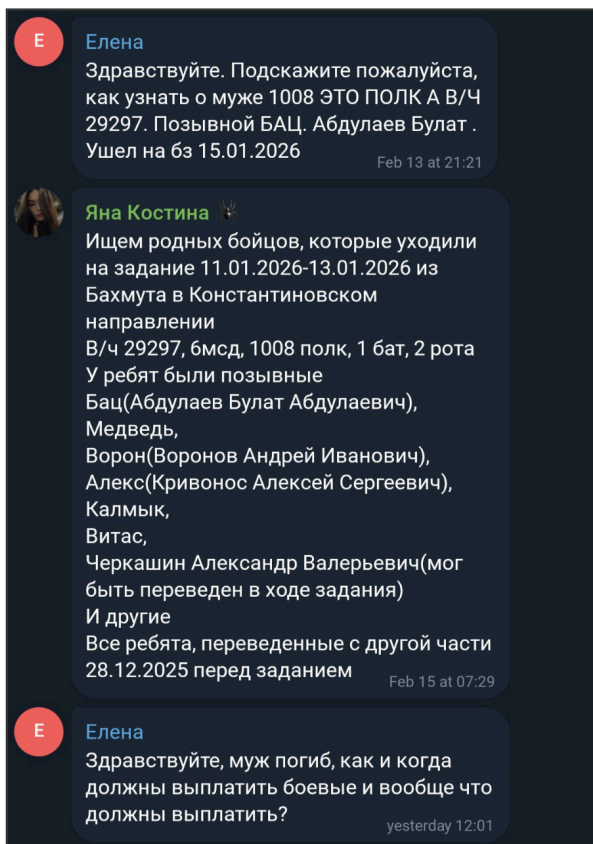 Е
Елена
Здравствуйте. Подскажите пожалуйста,
как узнать о муже 1008 ЭТО ПОЛК А В/Ч
29297. Позывной БАЦ. Абдулаев Булат .
Ушел на бз 15.01.2026
Feb 13 at 21:21
Яна Костина 🕷
Ищем родных бойцов, которые уходили
на задание 11.01.2026-13.01.2026 из
Бахмута в Константиновском
направлении
В/ч 29297, 6мсд, 1008 полк, 1 бат, 2 рота
У ребят были позывные
Бац(Абдулаев Булат Абдулаевич),
Медведь,
Ворон(Воронов Андрей Иванович),
Алекс(Кривонос Алексей Сергеевич),
Калмык,
Витас,
Черкашин Александр Валерьевич(мог
быть переведен в ходе задания)
И другие
Все ребята, переведенные с другой части
28.12.2025 перед заданием
Feb 15 at 07:29
Е
Елена
Здравствуйте, муж погиб, как и когда
должны выплатить боевые и вообще что
должны выплатить?
yesterday 12:01